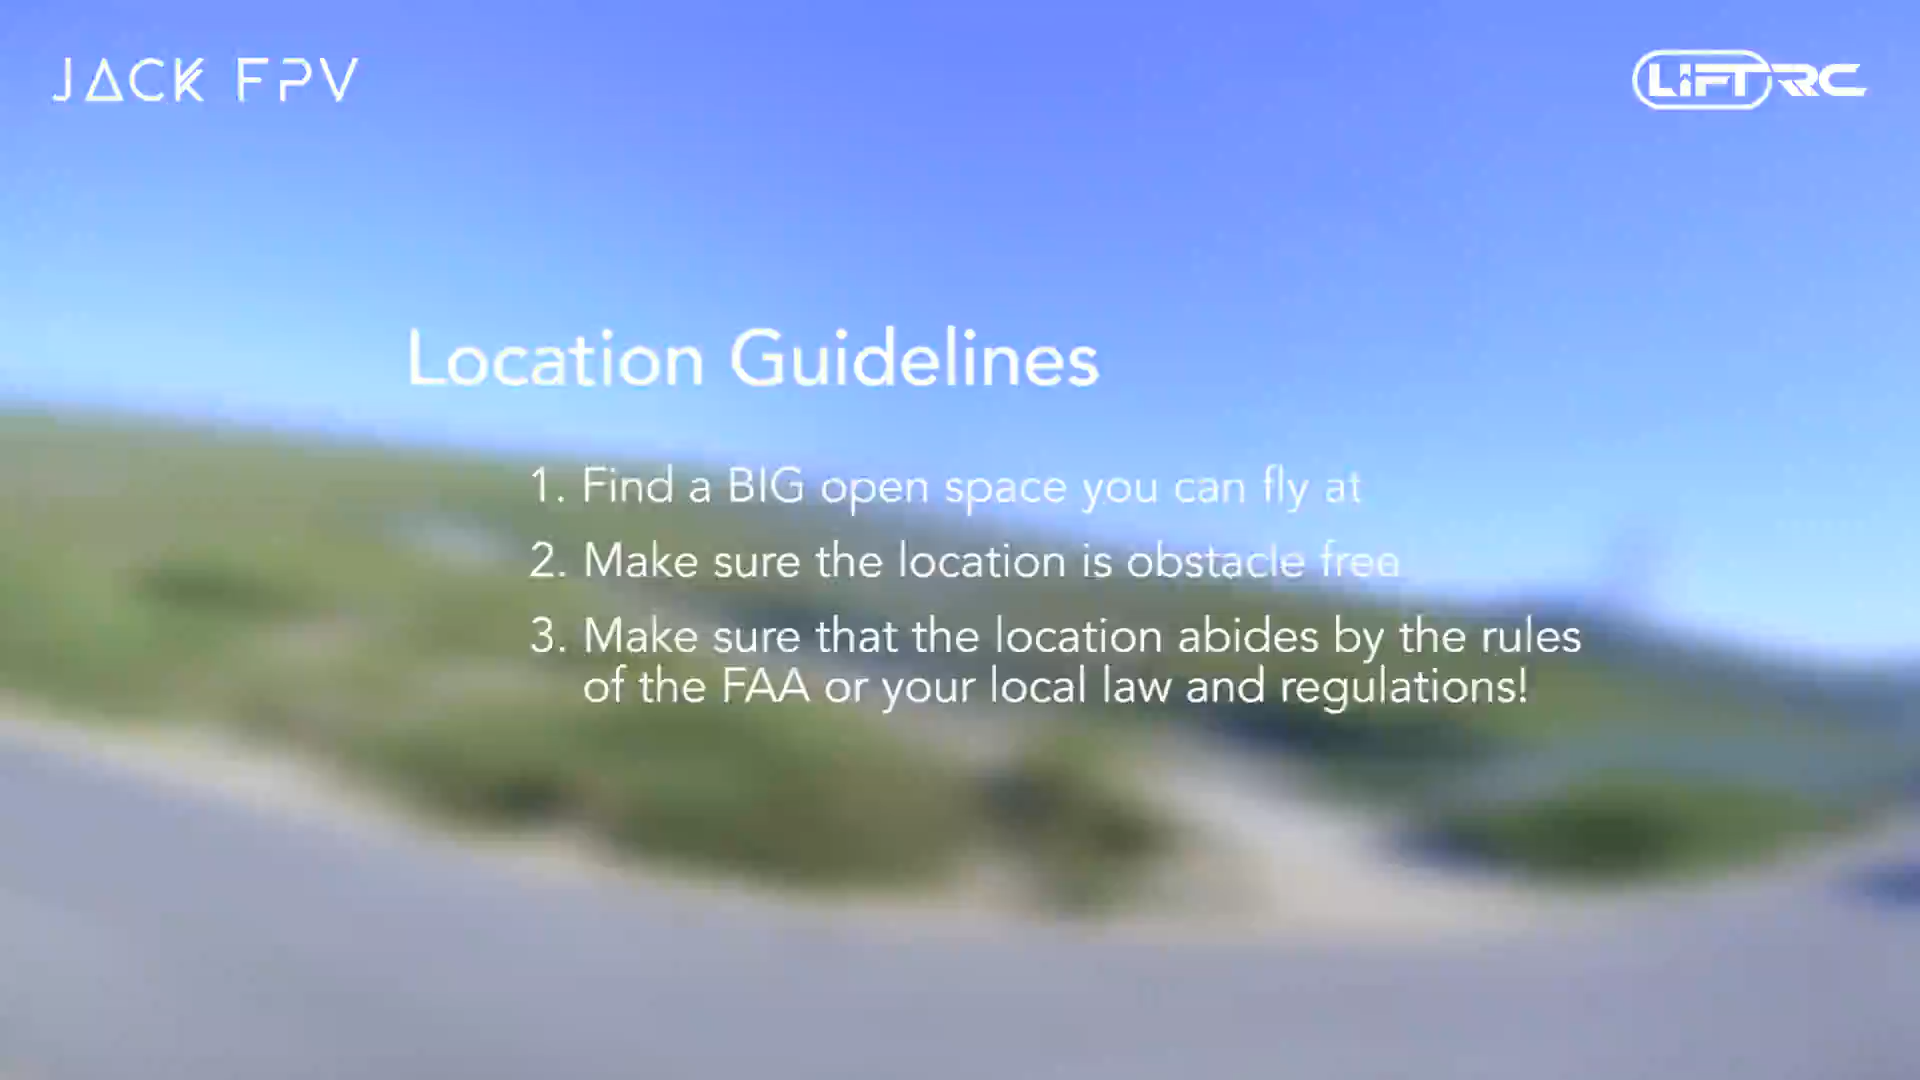 JACK FPV
LIFTRC
Location Guidelines
1. Find a BIG open space you can fly at
2. Make sure the location is obstacle free
3. Make sure that the location abides by the rules
of the FAA or your local law and regulations!